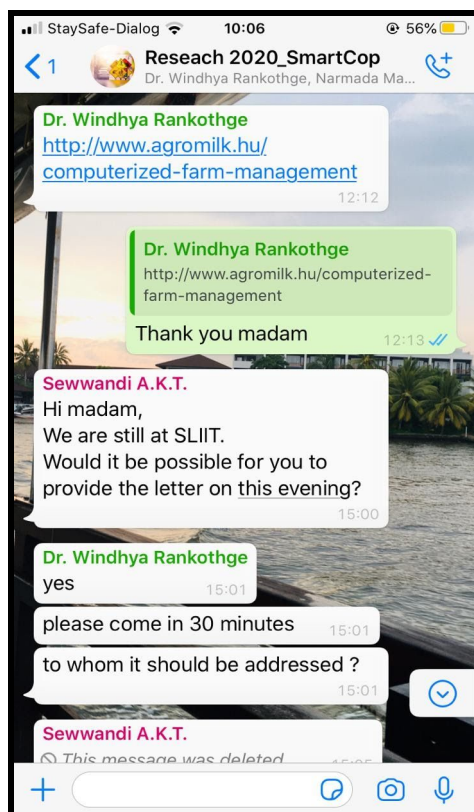 StaySafe-Dialog 10:06 56%
1 Reseach 2020_SmartCop
Dr. Windhya Rankothge, Narmada Ma...
Dr. Windhya Rankothge
http://www.agromilk.hu/
computerized-farm-management
12:12
Dr. Windhya Rankothge
http://www.agromilk.hu/computerized-
farm-management
Thank you madam 12:13
Sewwandi A.K.T.
Hi madam,
We are still at SLIIT.
Would it be possible for you to
provide the letter on this evening?
15:00
Dr. Windhya Rankothge
yes 15:01
please come in 30 minutes 15:01
to whom it should be addressed ?
15:01
Sewwandi A.K.T.
This message was deleted